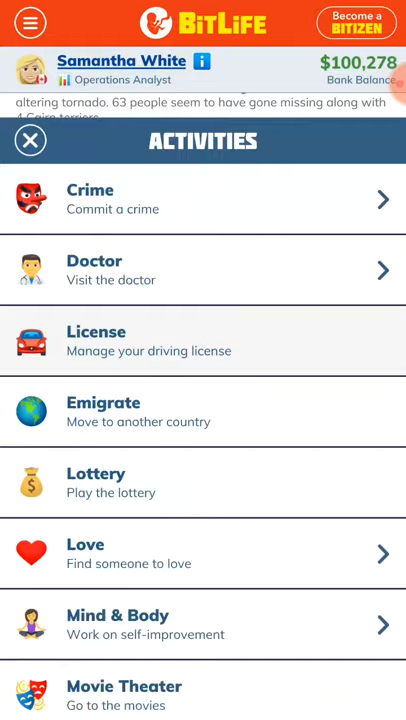 BitLife
Become a
BITIZEN
Samantha White i
Operations Analyst
$100,278
Bank Balance
altering tornado. 63 people seem to have gone missing along with
4 Cairn terriers.
ACTIVITIES
Crime
Commit a crime
Doctor
Visit the doctor
License
Manage your driving license
Emigrate
Move to another country
Lottery
Play the lottery
Love
Find someone to love
Mind & Body
Work on self-improvement
Movie Theater
Go to the movies